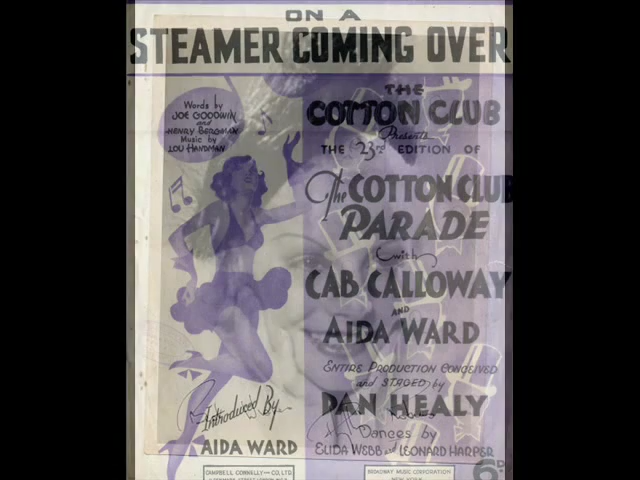 ON A
STEAMER COMING OVER
Words by
JOE GOODWIN
and
HENRY BERGMAN
Music by
LOU HANDMAN
THE
COTTON CLUB
Presents
THE 23RD EDITION OF
The COTTON CLUB
PARADE
with
CAB CALLOWAY
AND
AIDA WARD
ENTIRE PRODUCTION CONCEIVED
and STAGED by
DAN HEALY
Dances by
ELIDA WEBB and LEONARD HARPER
Introduced By
AIDA WARD
CAMPBELL CONNELLY AND CO, LTD
BROADWAY MUSIC CORPORATION
NEW YORK
6D